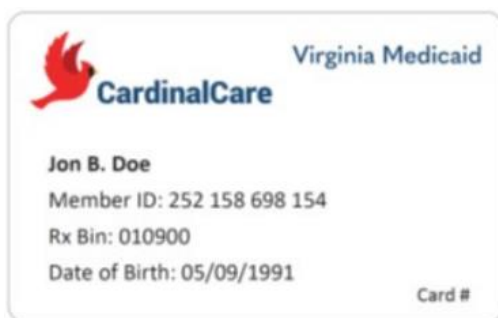 Virginia Medicaid
CardinalCare
Jon B. Doe
Member ID: 252 158 698 154
Rx Bin: 010900
Date of Birth: 05/09/1991
Card #